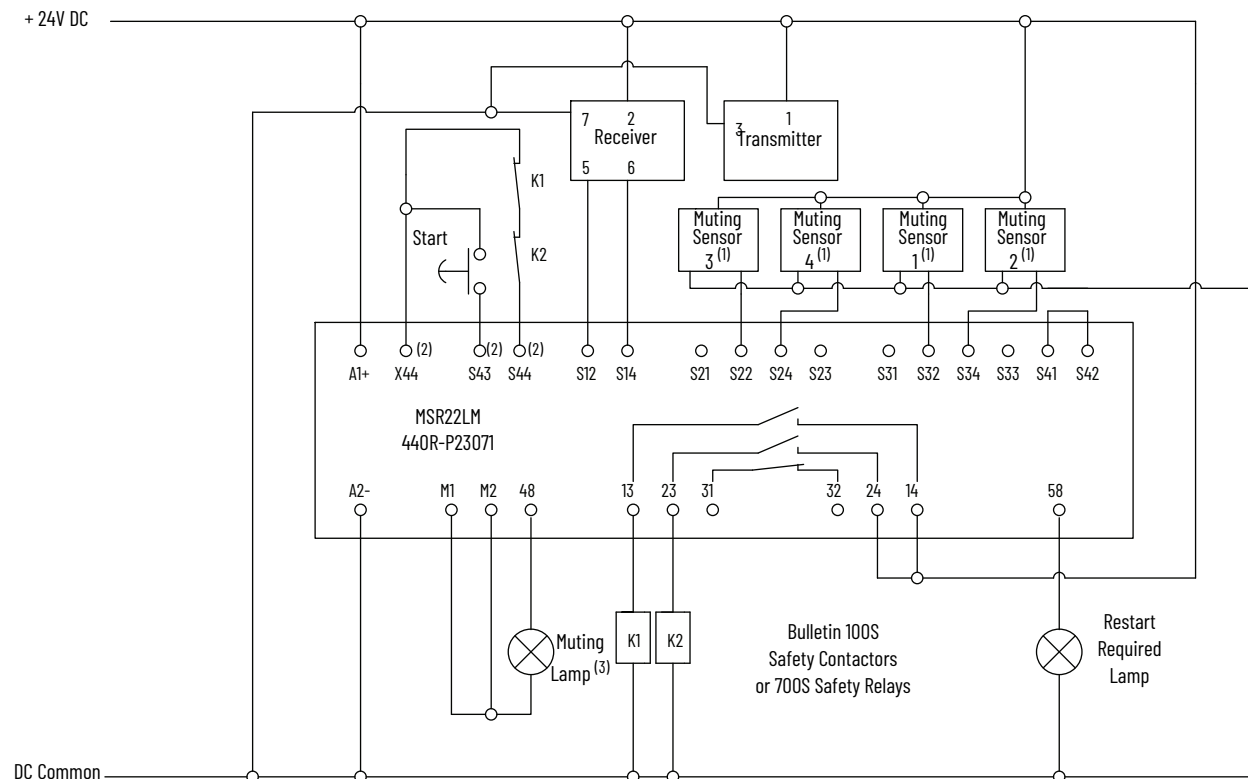 + 24V DC
7 2
Receiver
5 6
1
3
Transmitter
K1
K2
Start
Muting
Sensor
3 (1)
Muting
Sensor
4 (1)
Muting
Sensor
1 (1)
Muting
Sensor
2 (1)
(2) (2) (2)
A1+ X44 S43 S44 S12 S14 S21 S22 S24 S23 S31 S32 S34 S33 S41 S42
MSR22LM
440R-P23071
A2- M1 M2 48 13 23 31 32 24 14 58
Muting
Lamp (3)
K1 K2
Bulletin 100S
Safety Contactors
or 700S Safety Relays
Restart
Required
Lamp
DC Common